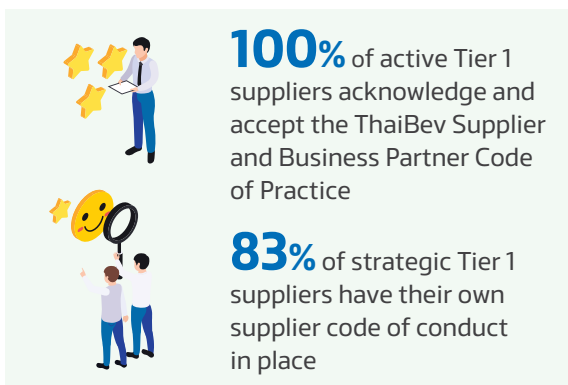 100% of active Tier 1
suppliers acknowledge and
accept the ThaiBev Supplier
and Business Partner Code
of Practice
83% of strategic Tier 1
suppliers have their own
supplier code of conduct
in place